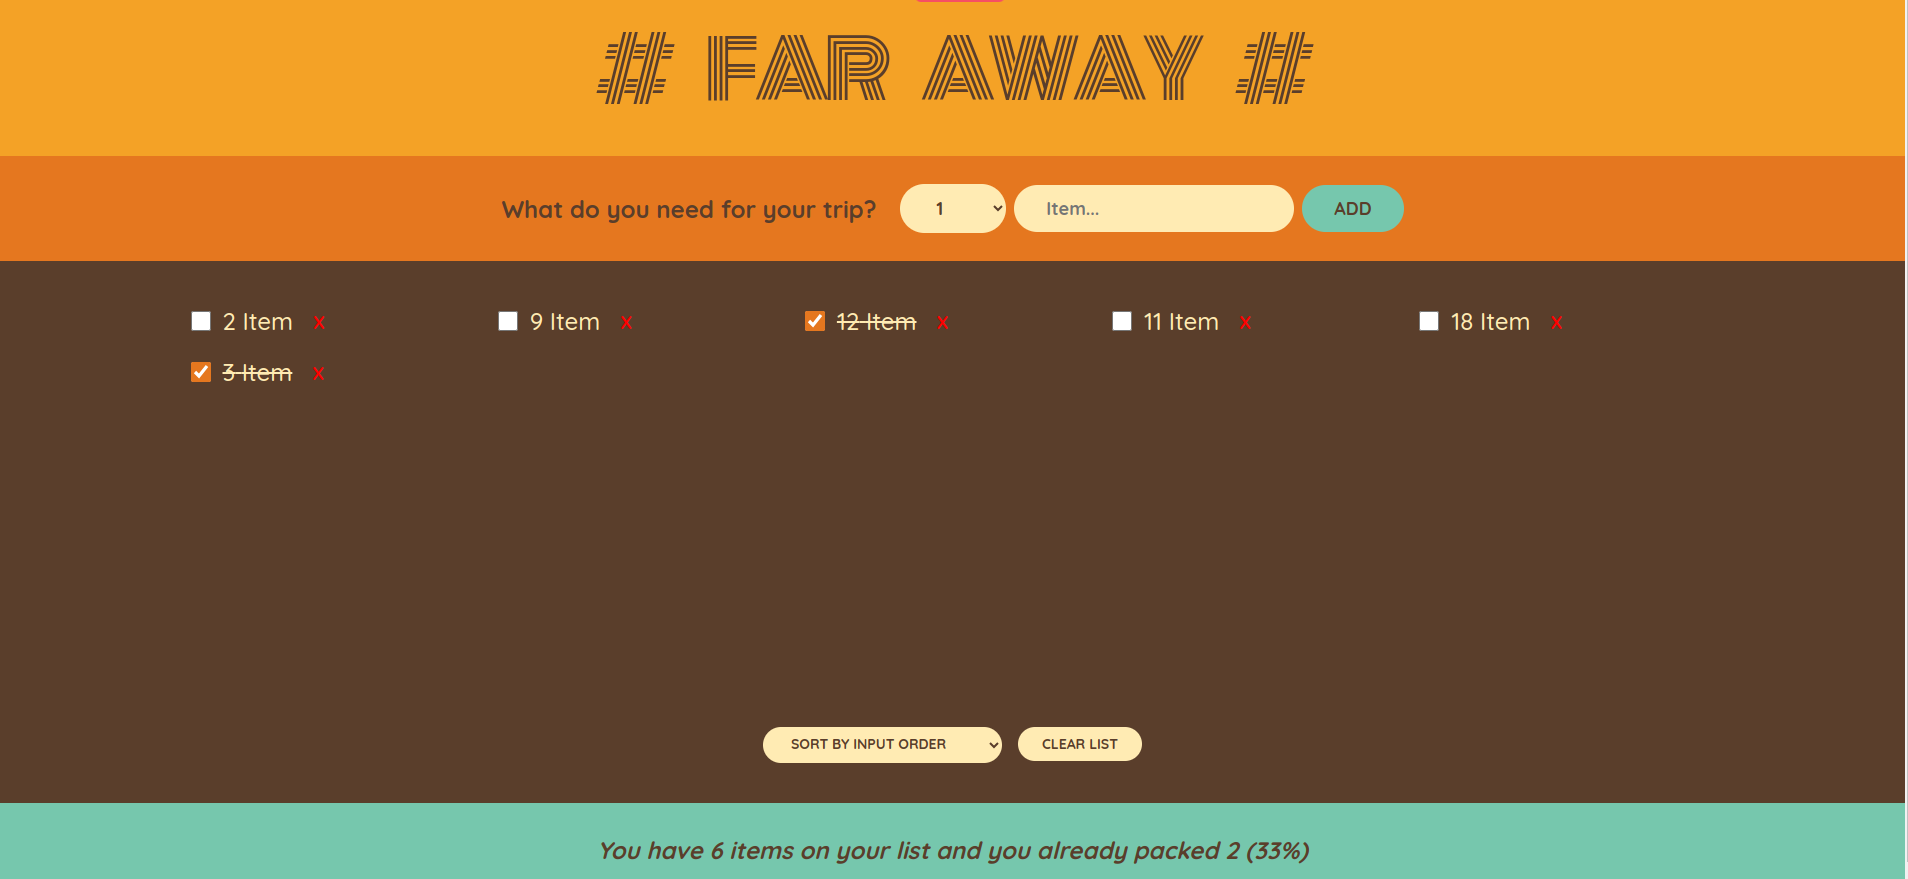 # FAR AWAY #
What do you need for your trip? 1 Item... ADD
2 Item x 9 Item x 12 Item x 11 Item x 18 Item x
3 Item x
SORT BY INPUT ORDER CLEAR LIST
You have 6 items on your list and you already packed 2 (33%)